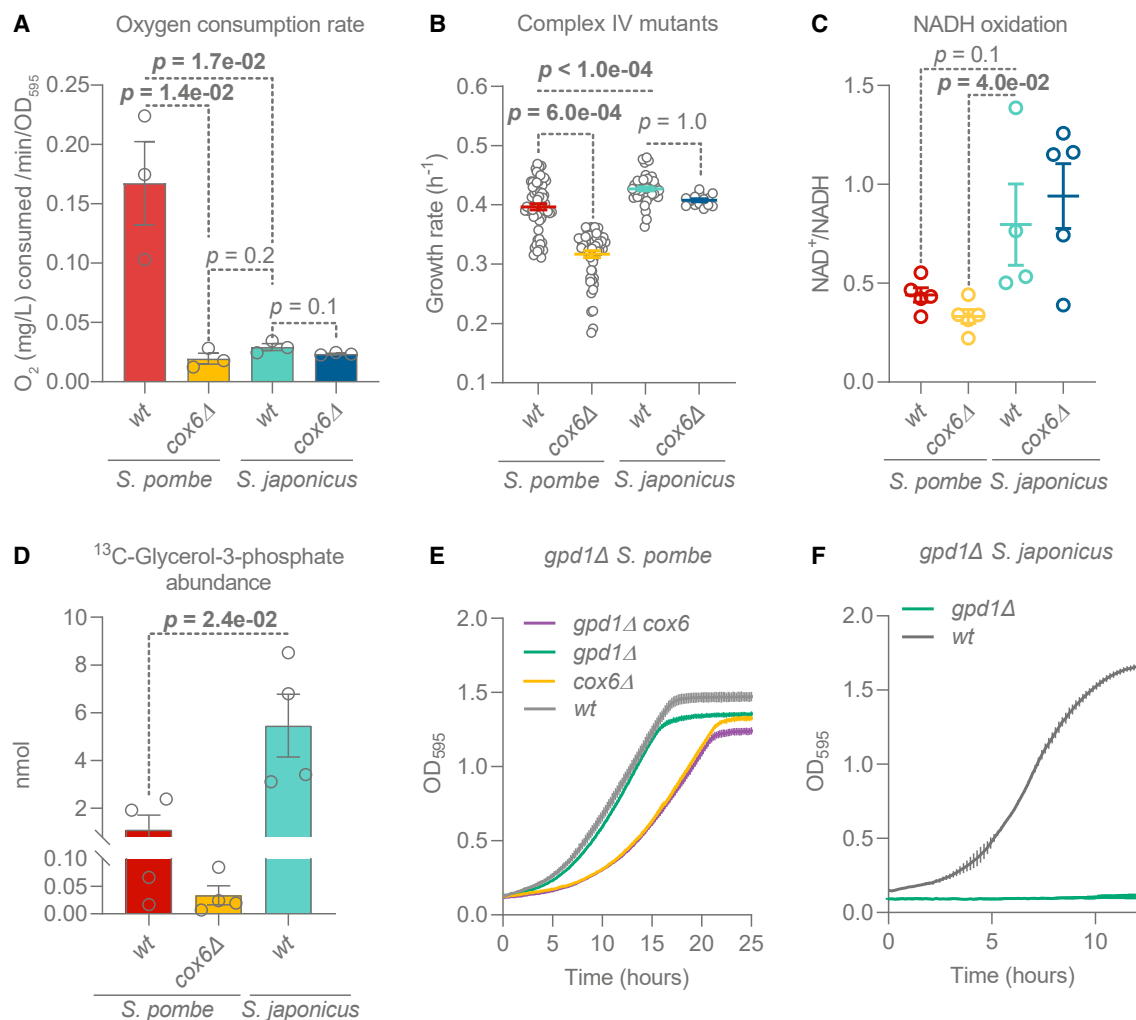 A
Oxygen consumption rate
p = 1.7e-02
p = 1.4e-02
p = 0.2
p = 0.1
O₂ (mg/L) consumed /min/OD₅₉₅
0.25
0.20
0.15
0.10
0.05
0.00
wt
cox6Δ
wt
cox6Δ
S. pombe
S. japonicus
B
Complex IV mutants
p < 1.0e-04
p = 6.0e-04
p = 1.0
Growth rate (h⁻¹)
0.6
0.5
0.4
0.3
0.2
0.1
wt
cox6Δ
wt
cox6Δ
S. pombe
S. japonicus
C
NADH oxidation
p = 0.1
p = 4.0e-02
NAD⁺/NADH
1.5
1.0
0.5
0.0
wt
cox6Δ
wt
cox6Δ
S. pombe
S. japonicus
D
¹³C-Glycerol-3-phosphate
abundance
p = 2.4e-02
nmol
10
8
6
4
2
0.10
0.05
0.00
wt
cox6Δ
wt
S. pombe
S. japonicus
E
gpd1Δ S. pombe
gpd1Δ cox6
gpd1Δ
cox6Δ
wt
OD₅₉₅
2.0
1.5
1.0
0.5
0.0
0
5
10
15
20
25
Time (hours)
F
gpd1Δ S. japonicus
gpd1Δ
wt
OD₅₉₅
2.0
1.5
1.0
0.5
0.0
0
5
10
Time (hours)